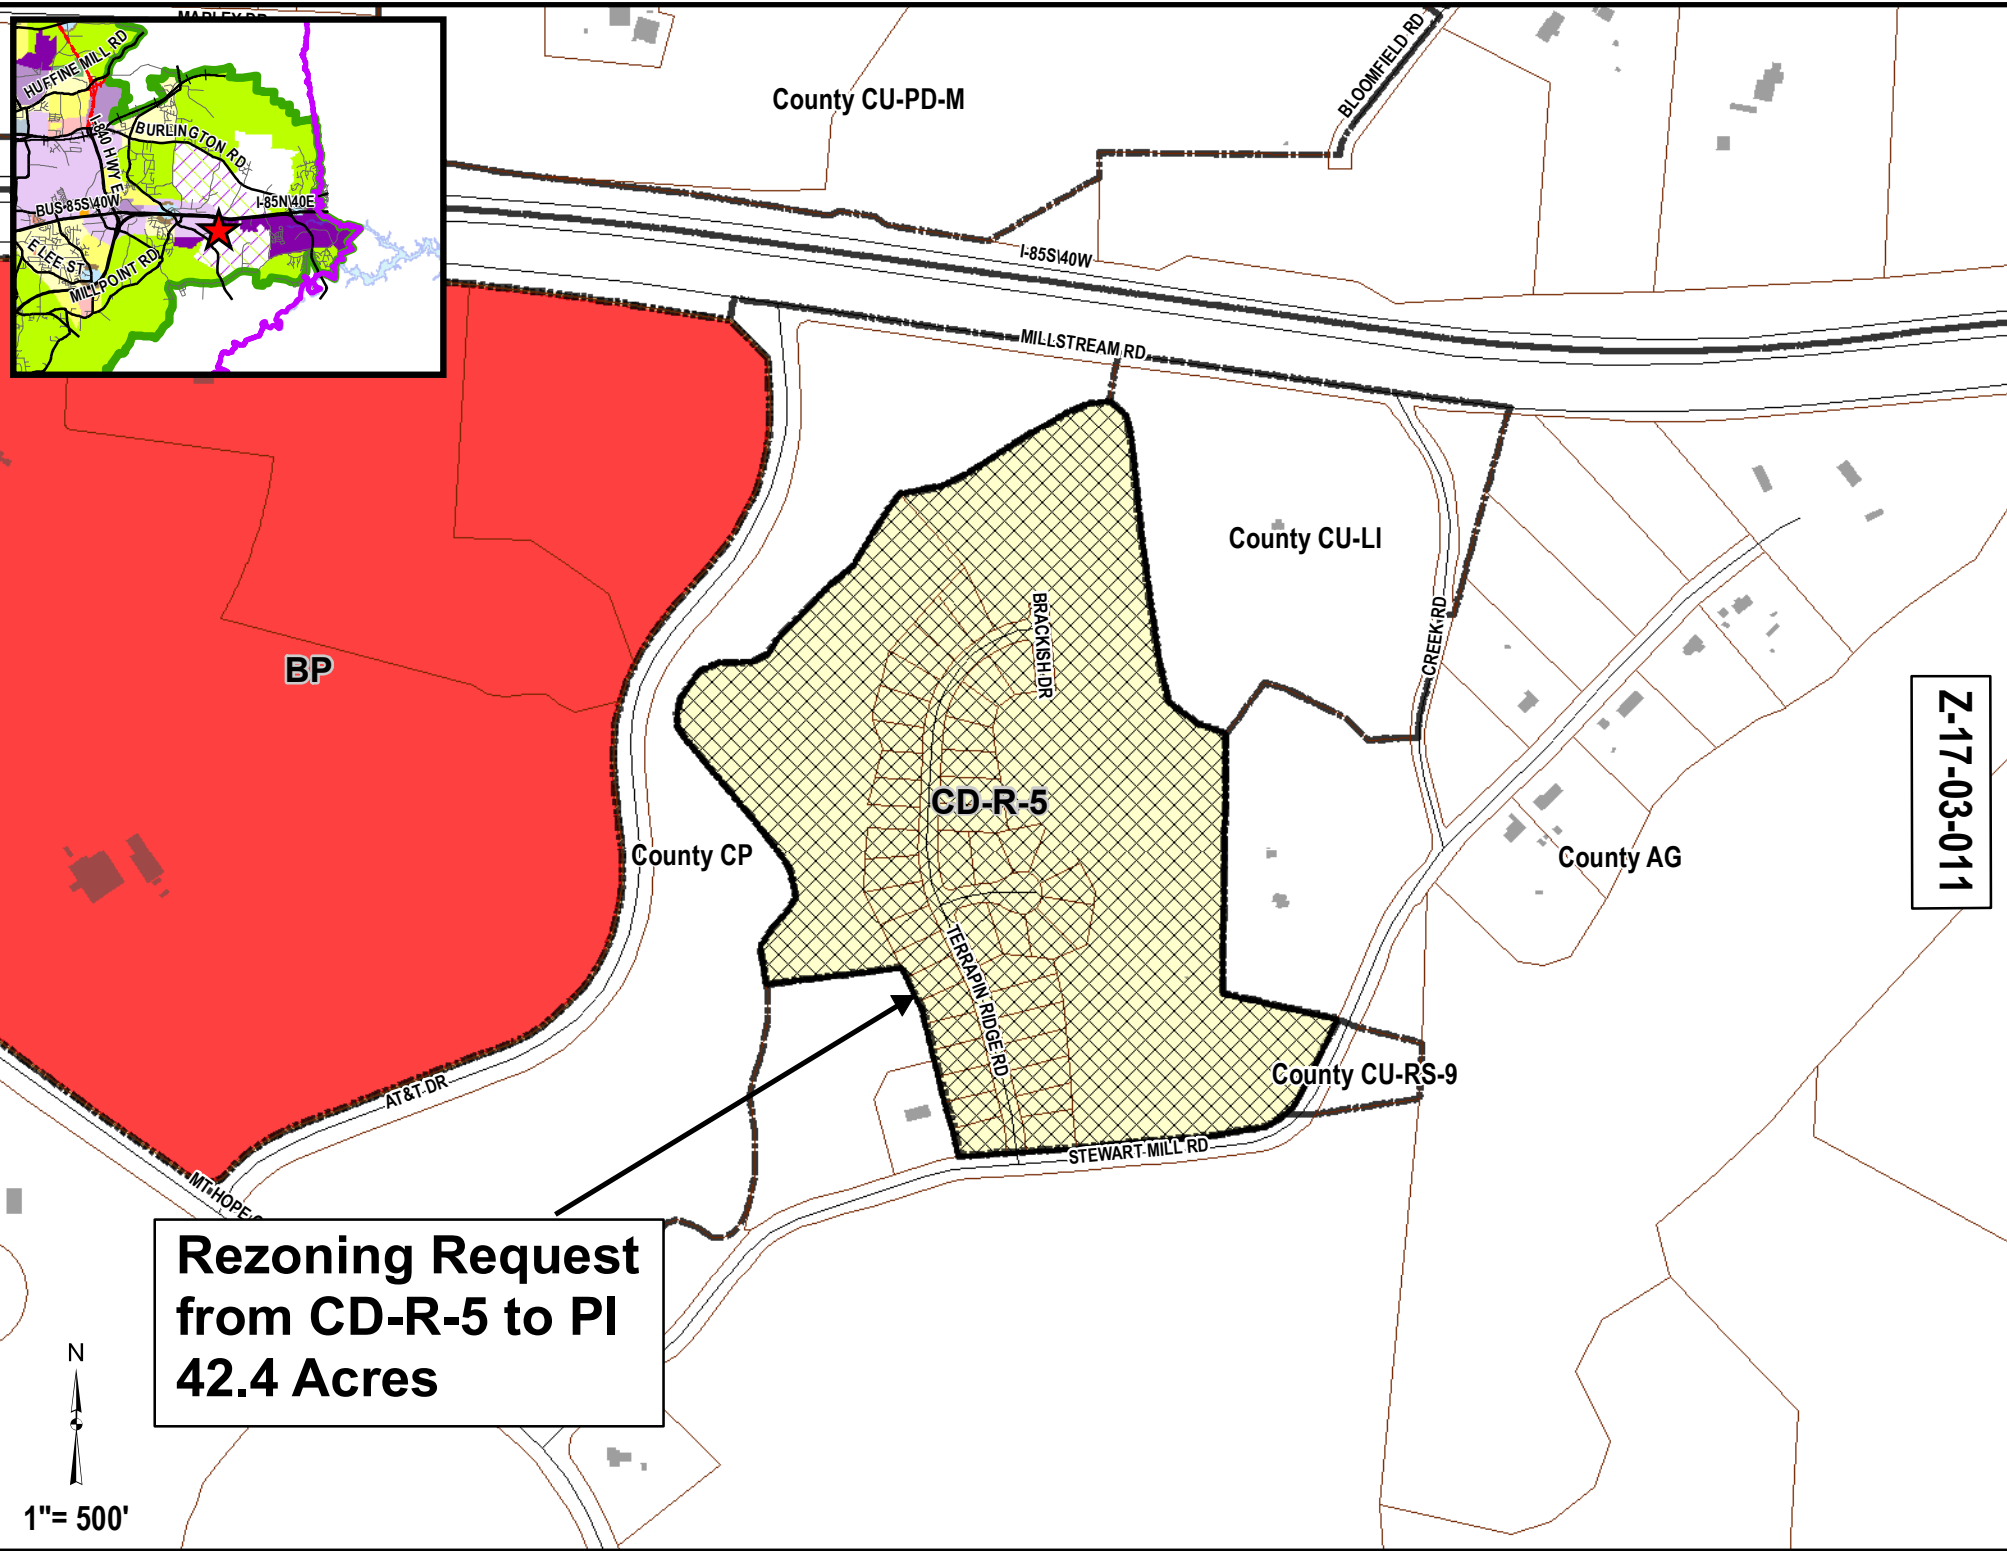 MARLEY DR
HUFFINE MILL RD
I-840 HWY E
BURLINGTON RD
BUS 85S\40W
I-85N\40E
E LEE ST
MILLPOINT RD
County CU-PD-M
BLOOMFIELD RD
I-85S\40W
MILLSTREAM RD
County CU-LI
BRACKISH DR
CREEK RD
BP
CD-R-5
County CP
County AG
Z-17-03-011
TERRAPIN RIDGE RD
County CU-RS-9
AT&T DR
STEWART MILL RD
MT HOPE
Rezoning Request
from CD-R-5 to PI
42.4 Acres
N
1"= 500'